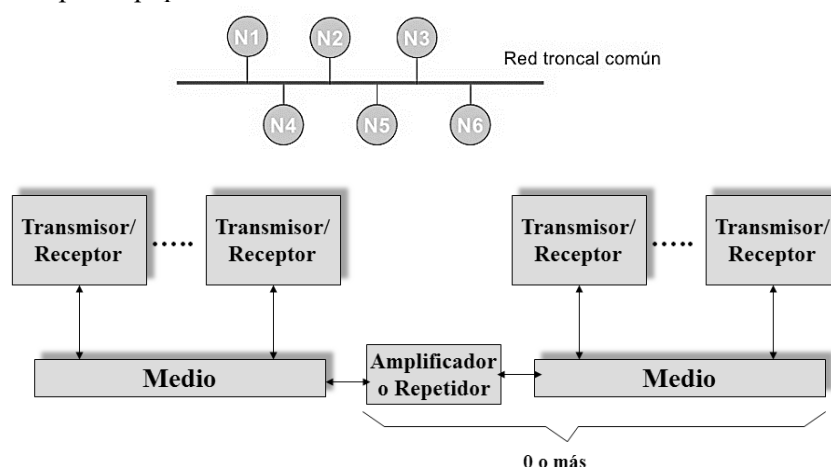 N1 N2 N3
Red troncal común
N4 N5 N6
Transmisor/ Transmisor/ Transmisor/ Transmisor/
Receptor ..... Receptor Receptor ..... Receptor
Amplificador
Medio o Repetidor Medio
0 o más